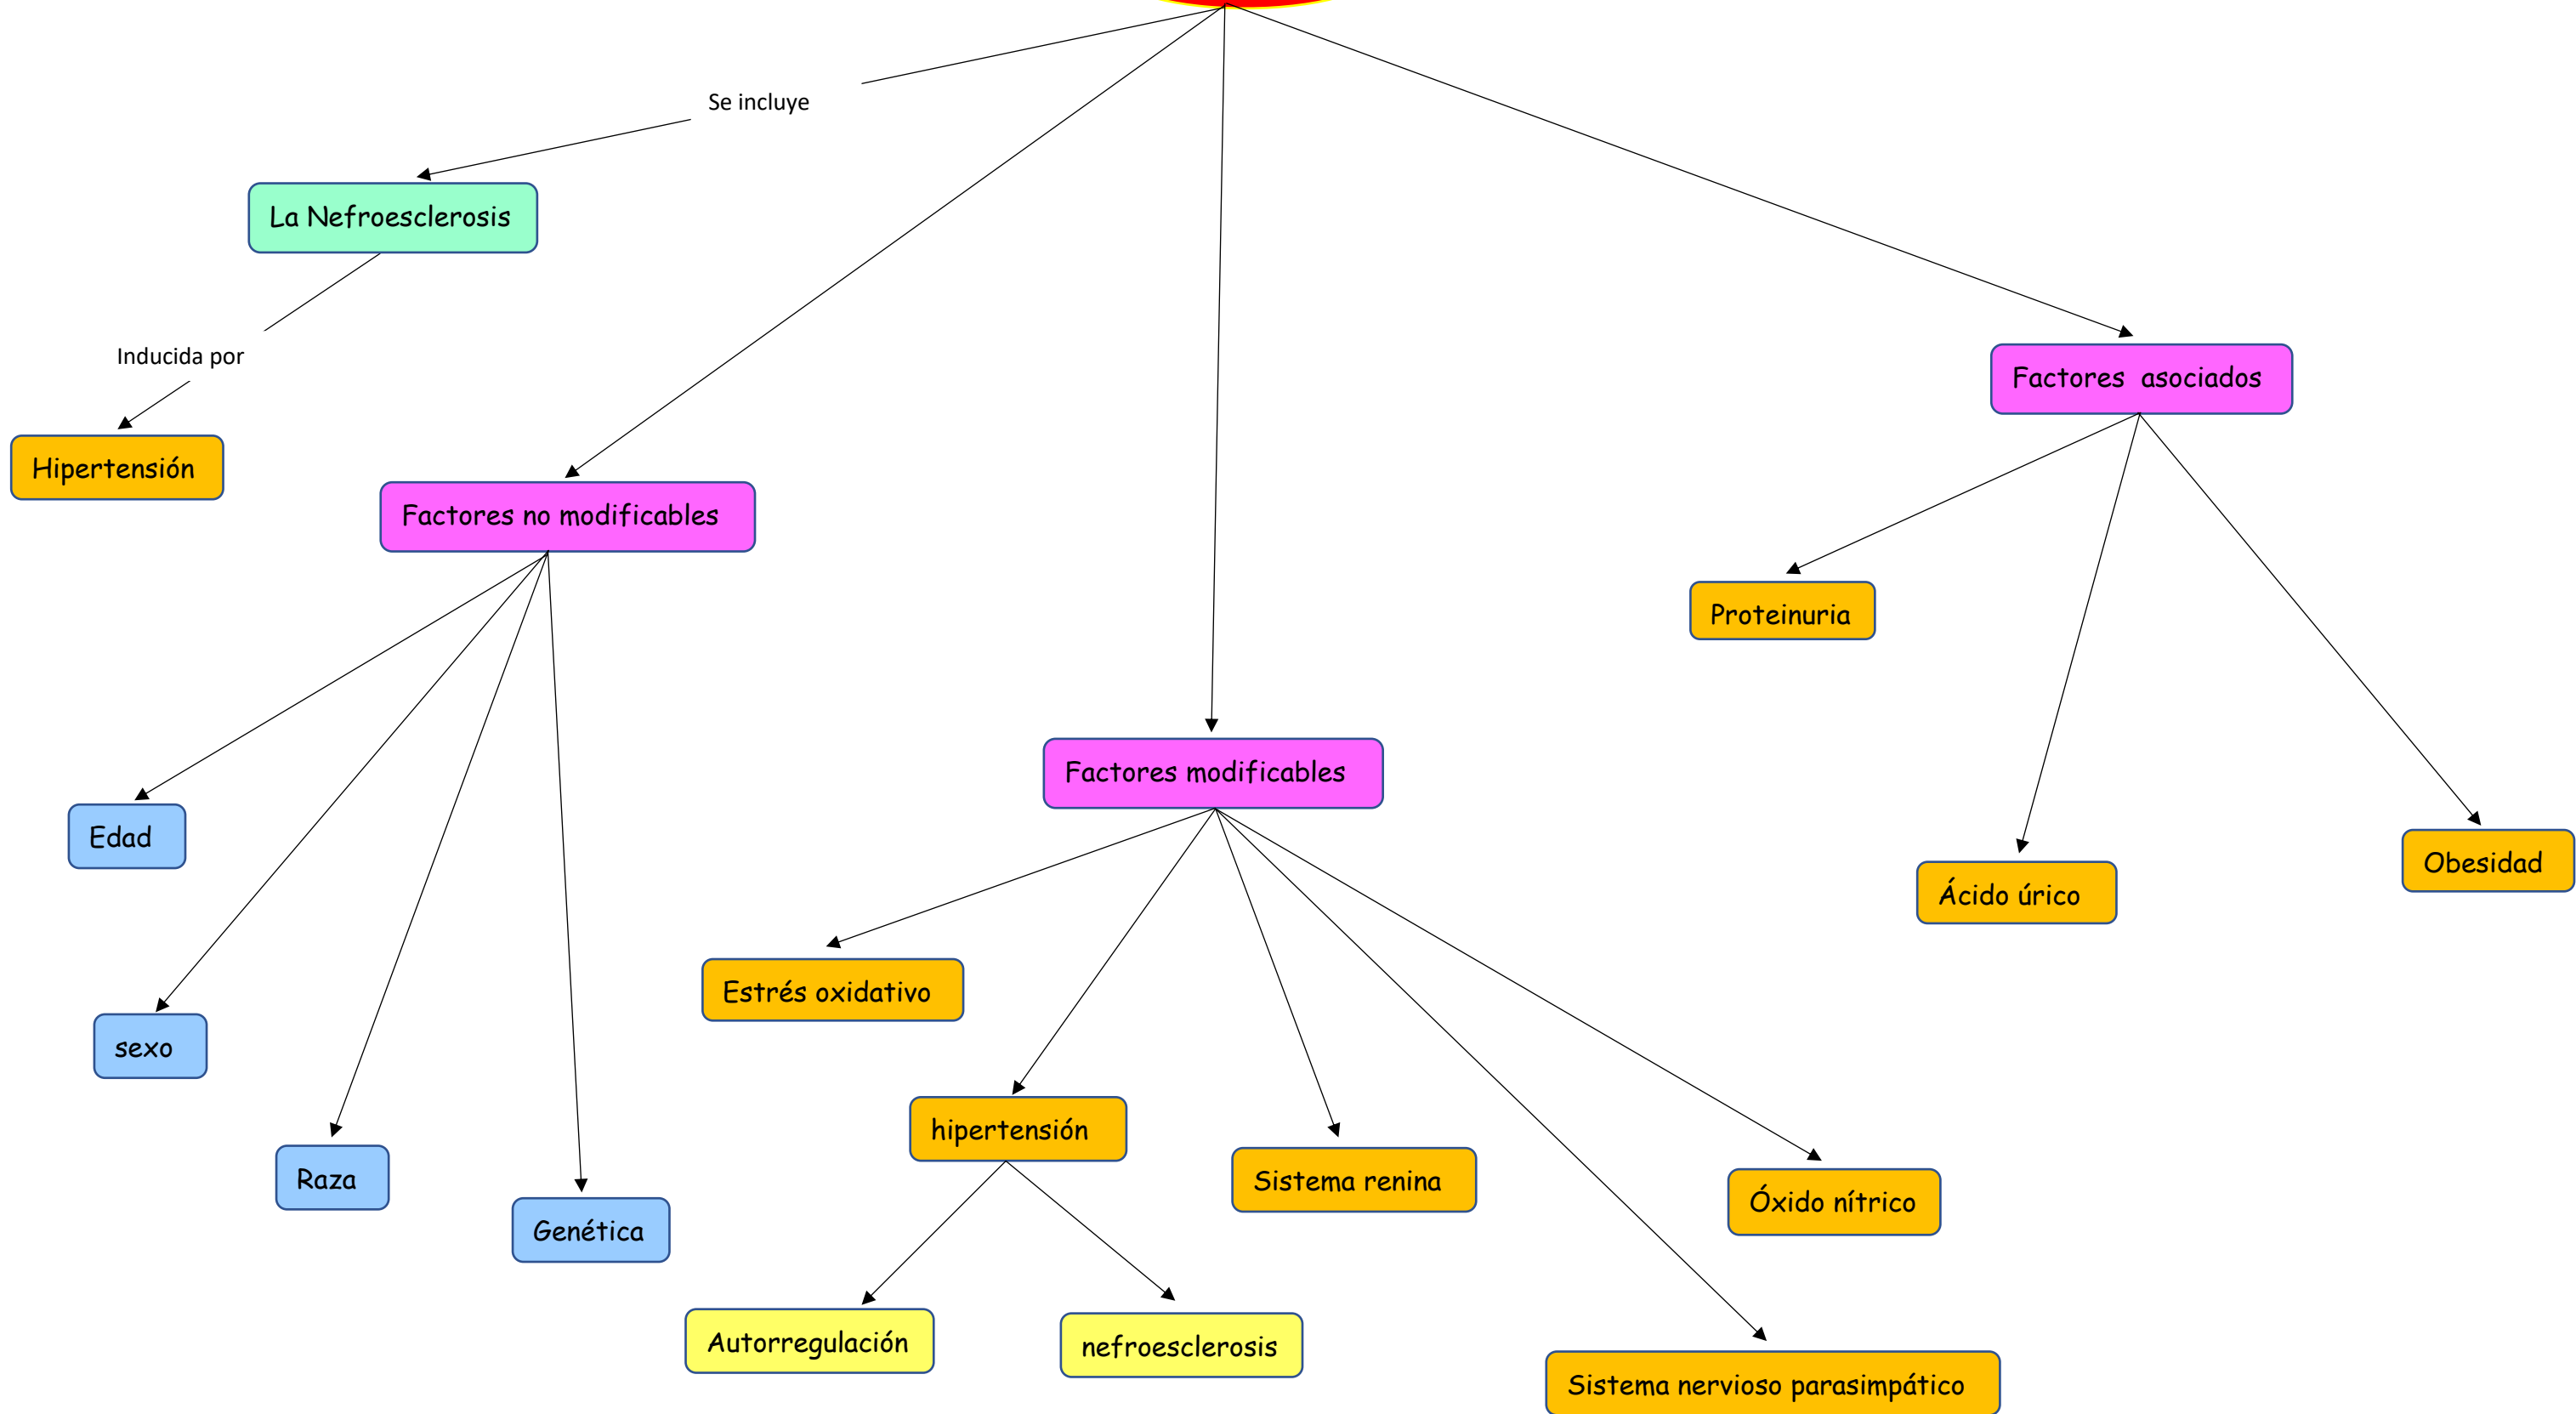 Se incluye
La Nefroesclerosis
Inducida por
Hipertensión
Factores asociados
Factores no modificables
Proteinuria
Factores modificables
Edad
Ácido úrico
Obesidad
Estrés oxidativo
sexo
hipertensión
Raza
Sistema renina
Óxido nítrico
Genética
Autorregulación
nefroesclerosis
Sistema nervioso parasimpático